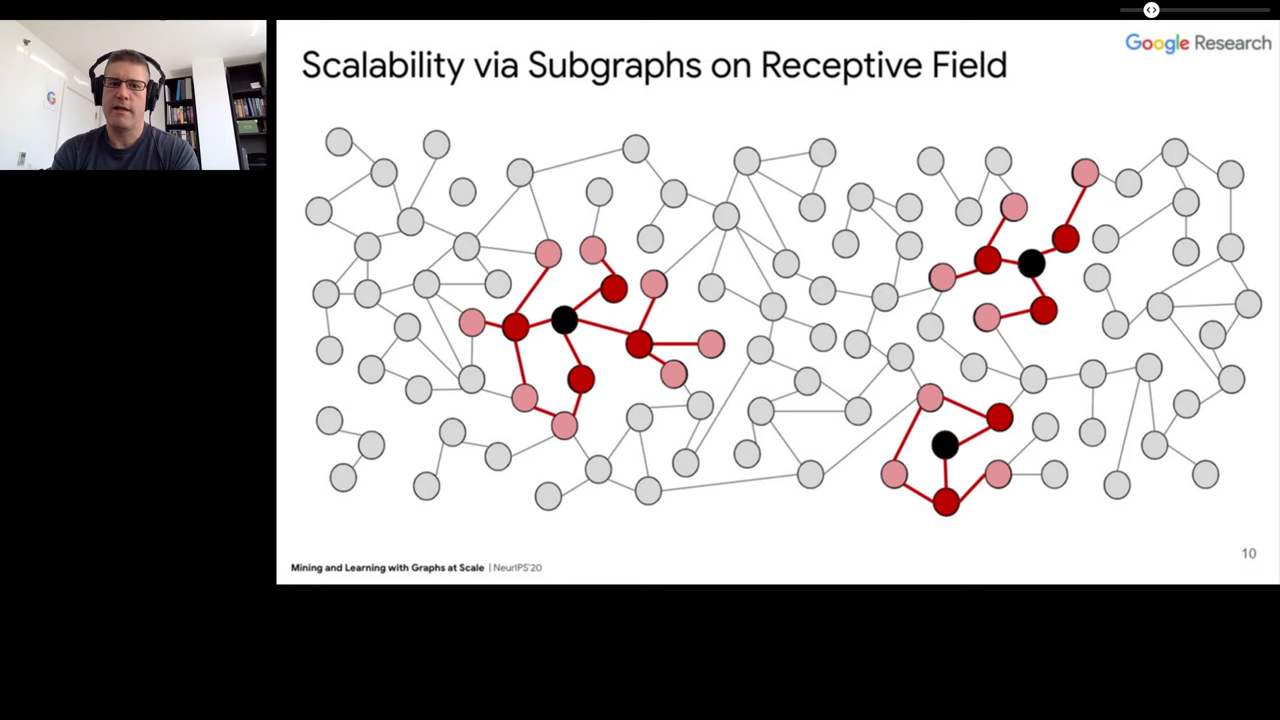 Scalability via Subgraphs on Receptive Field
Google Research
10
Mining and Learning with Graphs at Scale | NeurIPS'20